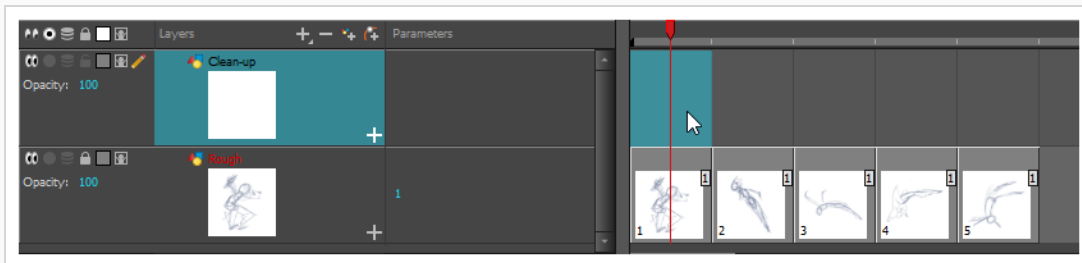 Layers Parameters
Clean-up
Opacity: 100
Rough
Opacity: 100
1
1 1 1 1 1
1 2 3 4 5